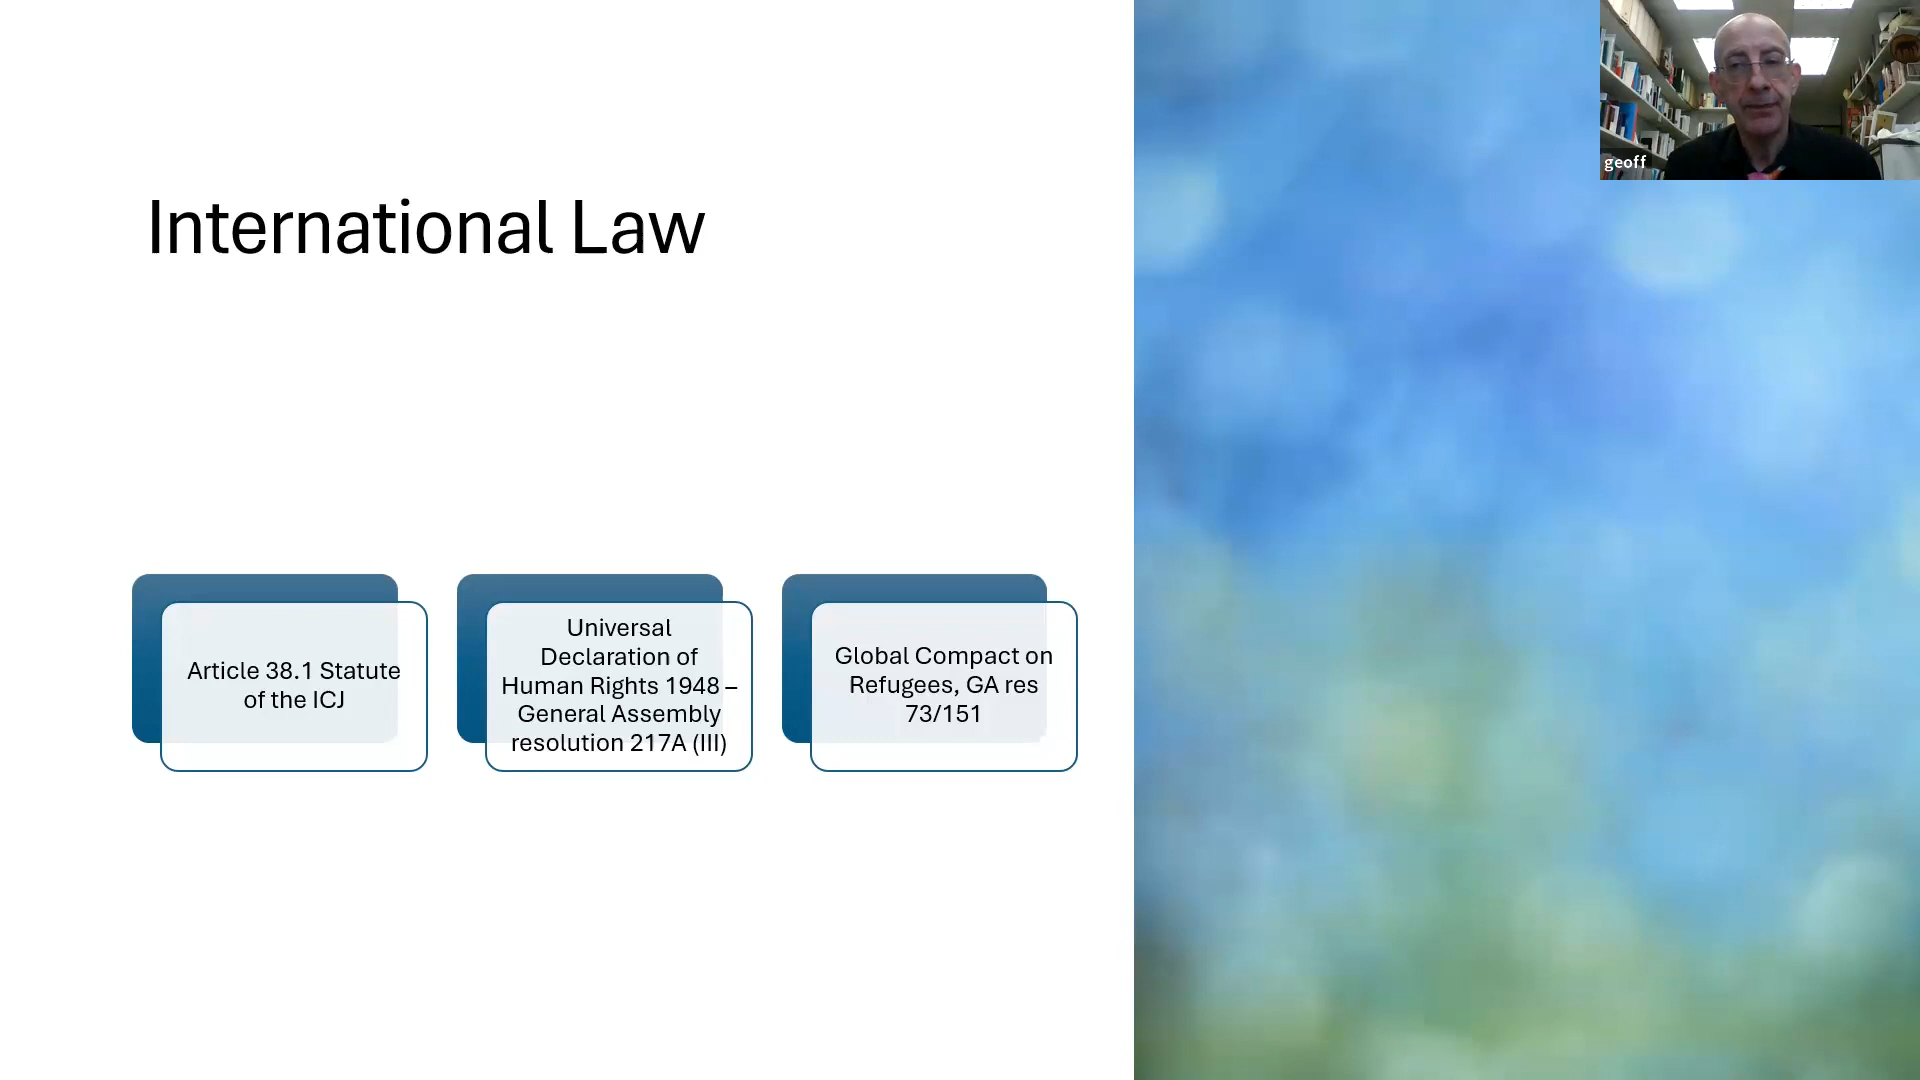 International Law
Article 38.1 Statute
of the ICJ
Universal
Declaration of
Human Rights 1948 –
General Assembly
resolution 217A (III)
Global Compact on
Refugees, GA res
73/151
geoff